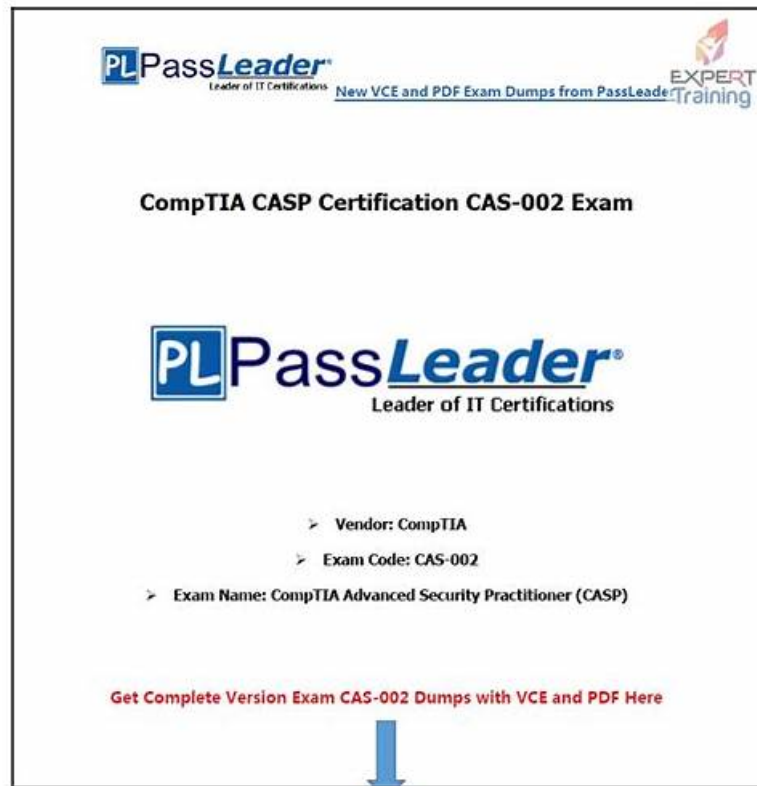 PL PassLeader®
Leader of IT Certifications
New VCE and PDF Exam Dumps from PassLeader
EXPERT
Training
CompTIA CASP Certification CAS-002 Exam
PL PassLeader®
Leader of IT Certifications
➢ Vendor: CompTIA
➢ Exam Code: CAS-002
➢ Exam Name: CompTIA Advanced Security Practitioner (CASP)
Get Complete Version Exam CAS-002 Dumps with VCE and PDF Here